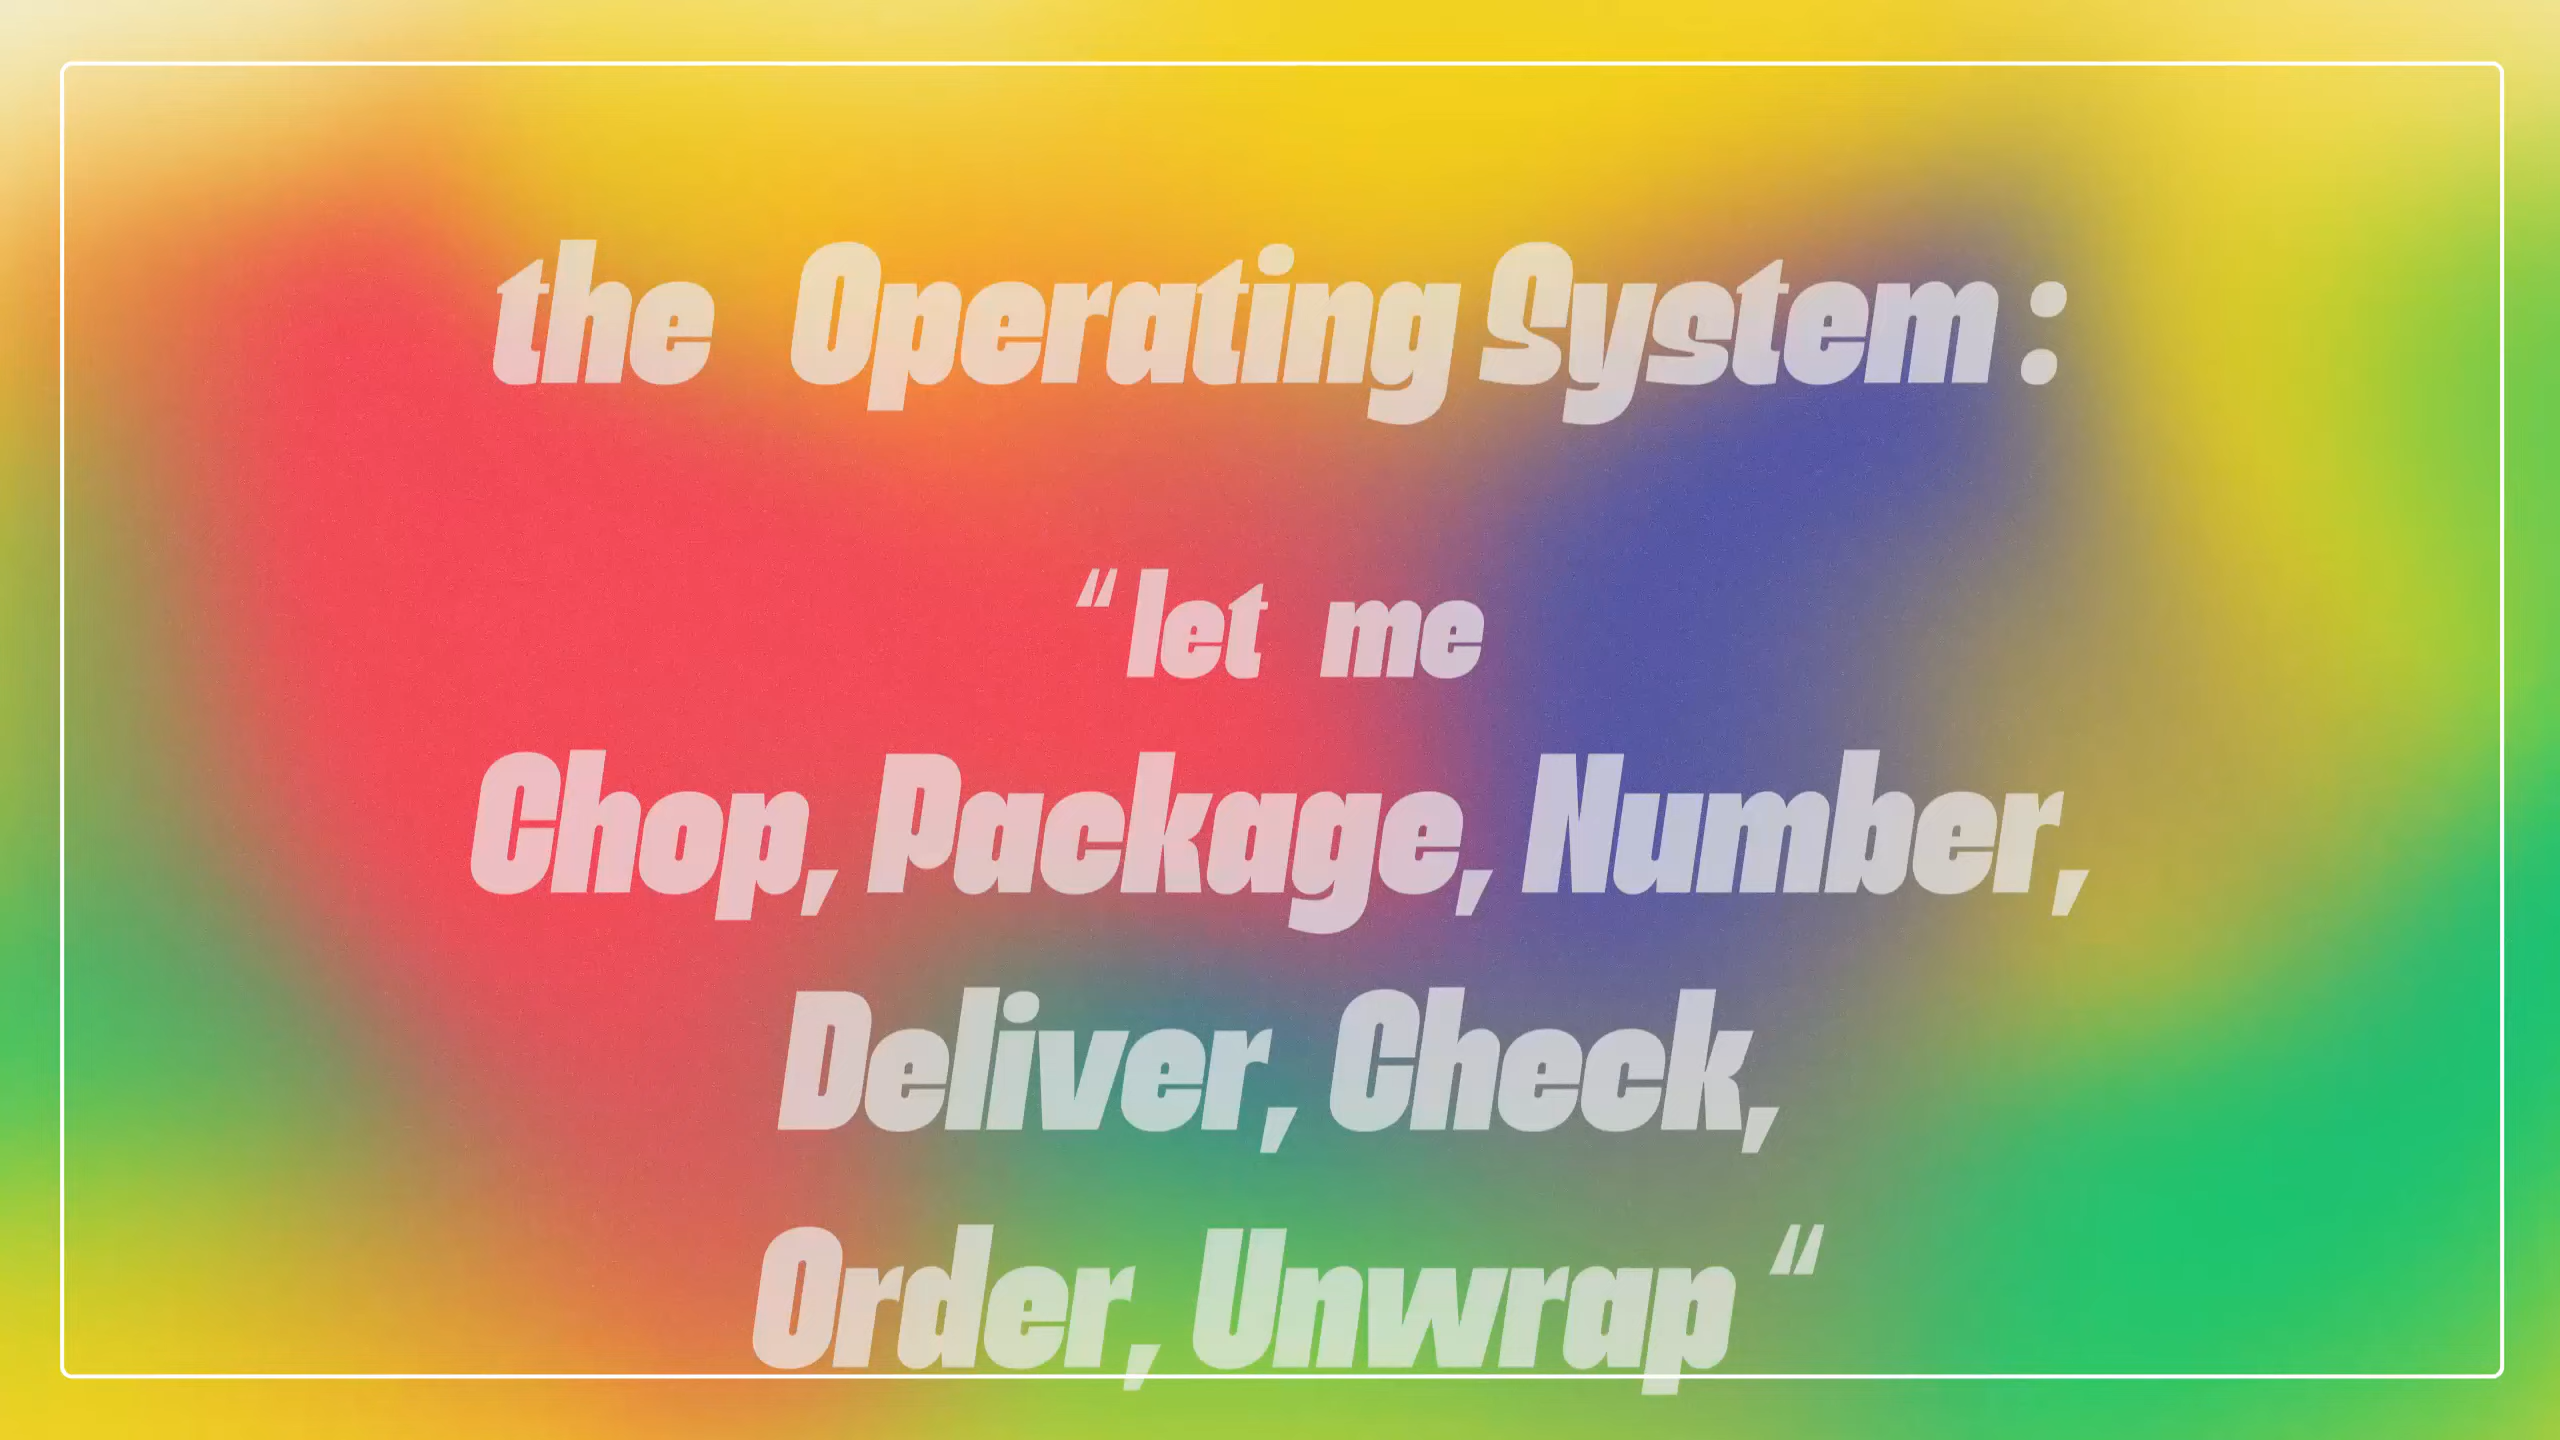 the Operating System :
“let me
Chop, Package, Number,
Deliver, Check,
Order, Unwrap “